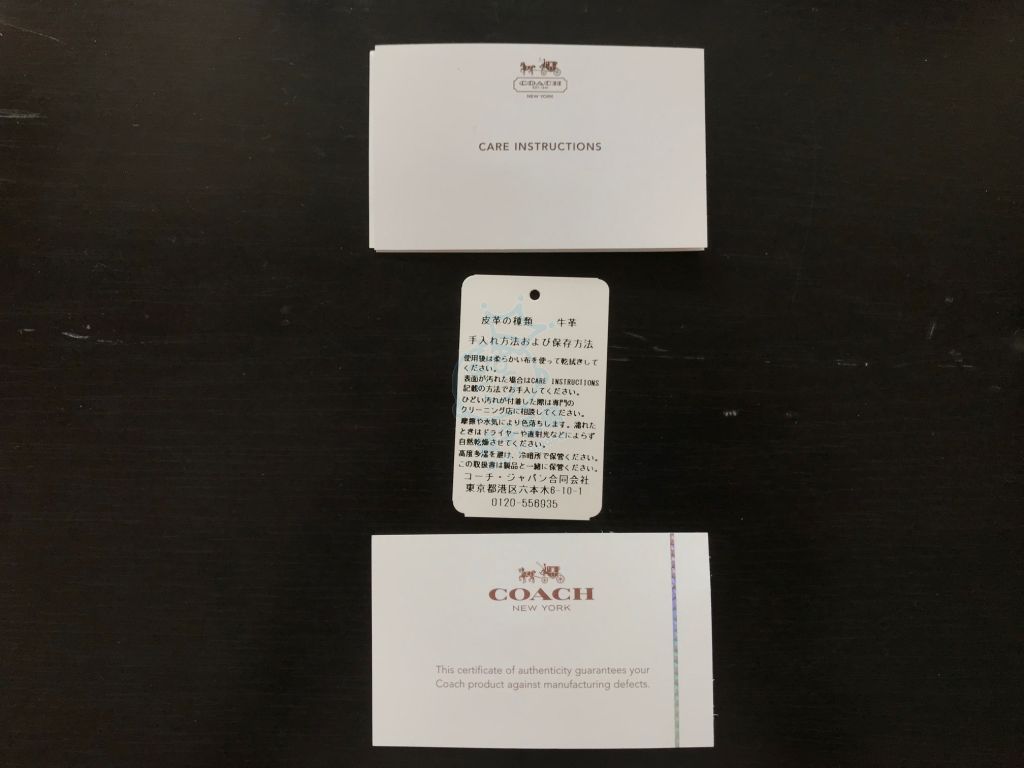 COACH
EST. 1941
NEW YORK
CARE INSTRUCTIONS
皮革の種類 牛革
手入れ方法および保存方法
使用後は柔らかい布を使って乾拭きして
ください。
表面が汚れた場合はCARE INSTRUCTIONS
記載の方法でお手入してください。
ひどい汚れが付着した際は専門の
クリーニング店に相談してください。
摩擦や水気により色落ちします。濡れた
ときはドライヤーや直射光などによらず
自然乾燥させてください。
高度多湿を避け、冷暗所で保管ください。
この取扱書は製品と一緒に保管ください。
コーチ・ジャパン合同会社
東京都港区六本木6-10-1
0120-556935
COACH
NEW YORK
This certificate of authenticity guarantees your
Coach product against manufacturing defects.